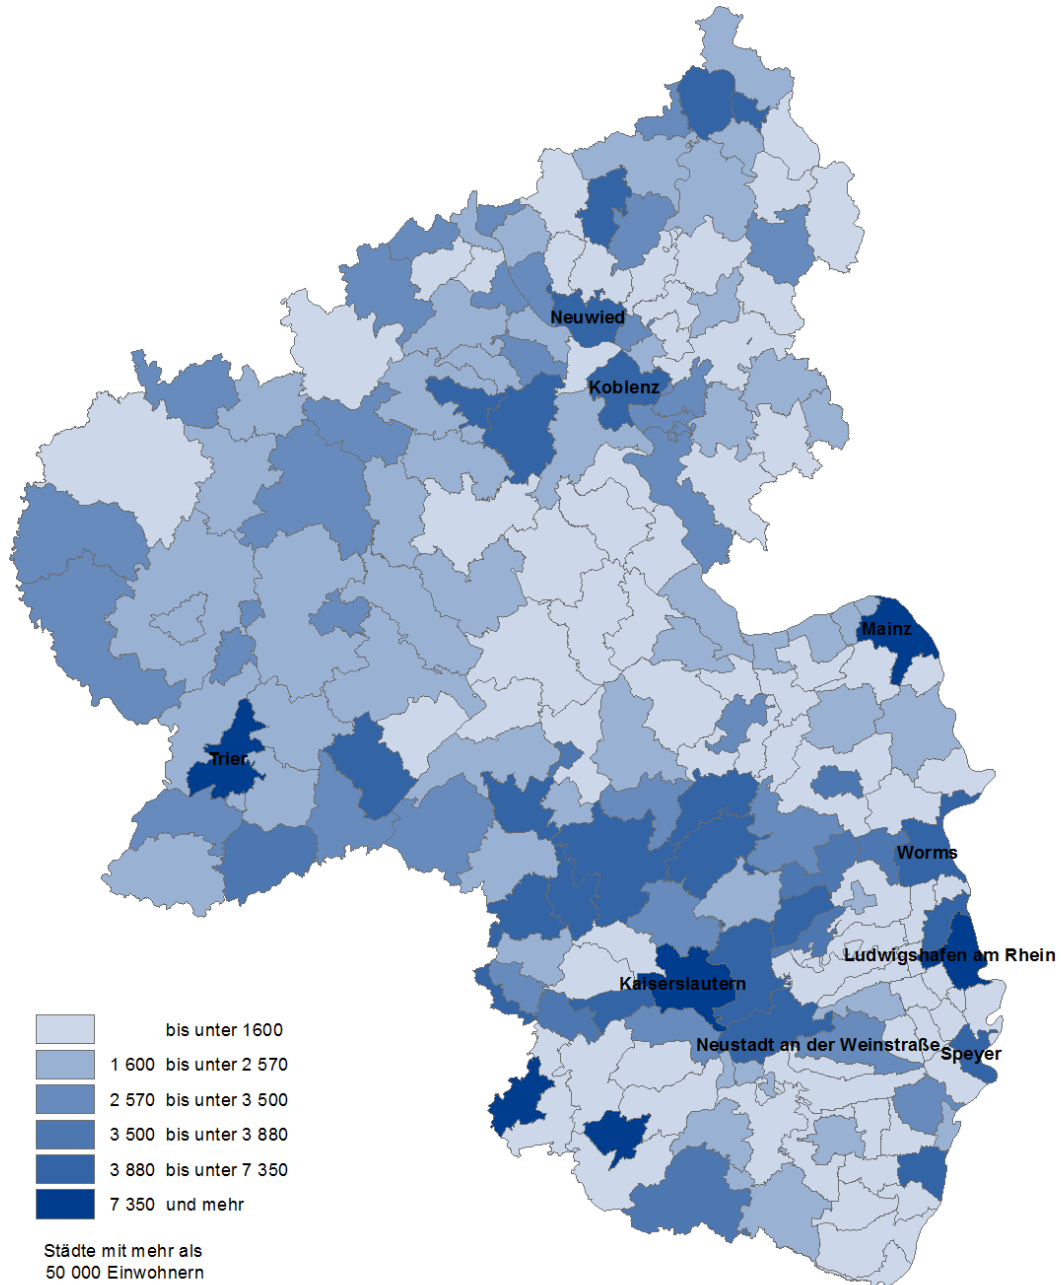 Neuwied
Koblenz
Mainz
Trier
Worms
Ludwigshafen am Rhein
Kaiserslautern
Neustadt an der Weinstraße
Speyer
bis unter 1600
1 600 bis unter 2 570
2 570 bis unter 3 500
3 500 bis unter 3 880
3 880 bis unter 7 350
7 350 und mehr
Städte mit mehr als
50 000 Einwohnern